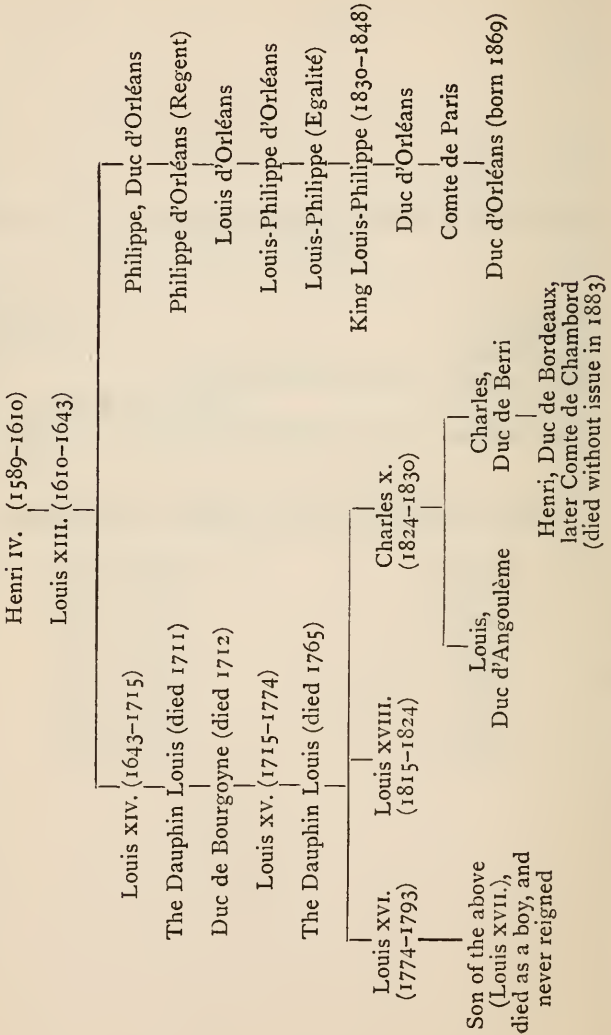 Henri IV. (1589–1610)
Louis XIII. (1610–1643)
Louis XIV. (1643–1715)
The Dauphin Louis (died 1711)
Duc de Bourgoyne (died 1712)
Louis XV. (1715–1774)
The Dauphin Louis (died 1765)
Louis XVI.
(1774–1793)
Son of the above
(Louis XVII.),
died as a boy, and
never reigned
Louis XVIII.
(1815–1824)
Charles X.
(1824–1830)
Louis,
Duc d'Angoulème
Charles,
Duc de Berri
Henri, Duc de Bordeaux,
later Comte de Chambord
(died without issue in 1883)
Philippe, Duc d'Orléans
Philippe d'Orléans (Regent)
Louis d'Orléans
Louis-Philippe d'Orléans
Louis-Philippe (Egalité)
King Louis-Philippe (1830–1848)
Duc d'Orléans
Comte de Paris
Duc d'Orléans (born 1869)